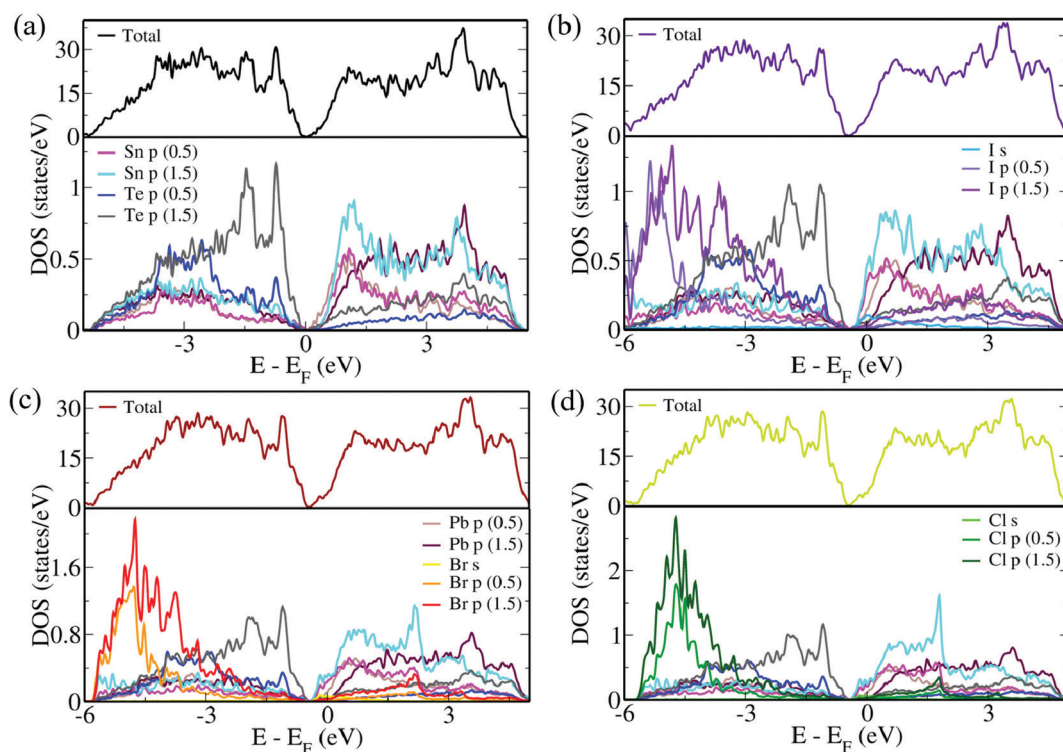 (a)
Total
30
15
0
Sn p (0.5)
Sn p (1.5)
Te p (0.5)
Te p (1.5)
1
0.5
0
DOS (states/eV)
-3
0
3
E - E_F (eV)
(b)
Total
30
15
0
I s
I p (0.5)
I p (1.5)
1
0.5
0
DOS (states/eV)
-6
-3
0
3
E - E_F (eV)
(c)
Total
30
15
0
Pb p (0.5)
Pb p (1.5)
Br s
Br p (0.5)
Br p (1.5)
1.6
0.8
0
DOS (states/eV)
-6
-3
0
3
E - E_F (eV)
(d)
Total
30
15
0
Cl s
Cl p (0.5)
Cl p (1.5)
3
2
1
0
DOS (states/eV)
-6
-3
0
3
E - E_F (eV)